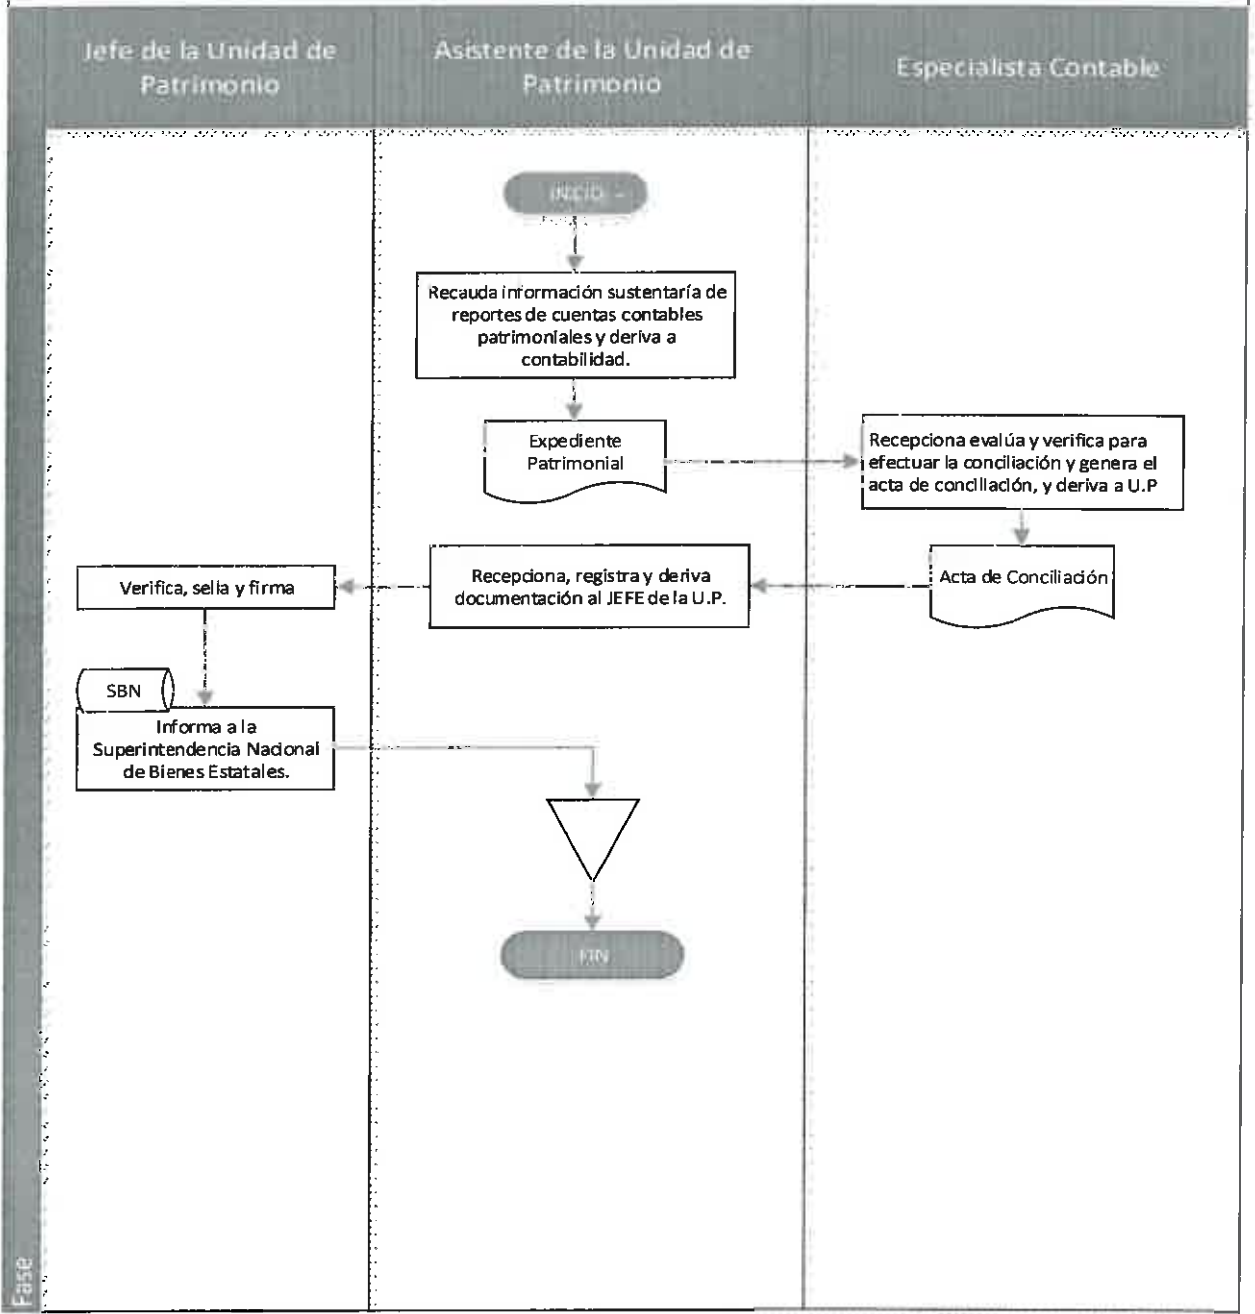 Jefe de la Unidad de
Patrimonio
Asistente de la Unidad de
Patrimonio
Especialista Contable
INICIO
Recauda información sustentaría de
reportes de cuentas contables
patrimoniales y deriva a
contabilidad.
Expediente
Patrimonial
Recepciona evalúa y verifica para
efectuar la conciliación y genera el
acta de conciliación, y deriva a U.P
Acta de Conciliación
Recepciona, registra y deriva
documentación al JEFE de la U.P.
Verifica, sella y firma
SBN
Informa a la
Superintendencia Nacional
de Bienes Estatales.
FIN
Fase